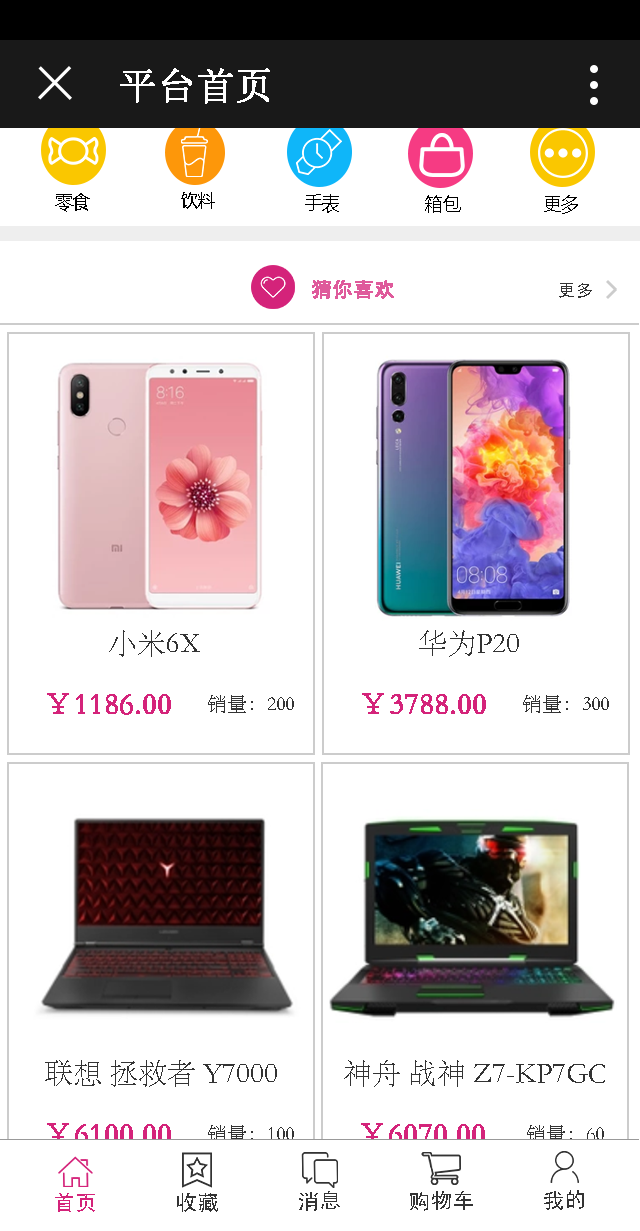 平台首页
零食 饮料 手表 箱包 更多
猜你喜欢 更多
8:16
mi
HUAWEI
08:08
小米6X 华为P20
￥1186.00 销量：200 ￥3788.00 销量：300
联想 拯救者 Y7000 神舟 战神 Z7-KP7GC
￥6100.00 销量：100 ￥6070.00 销量：60
首页 收藏 消息 购物车 我的